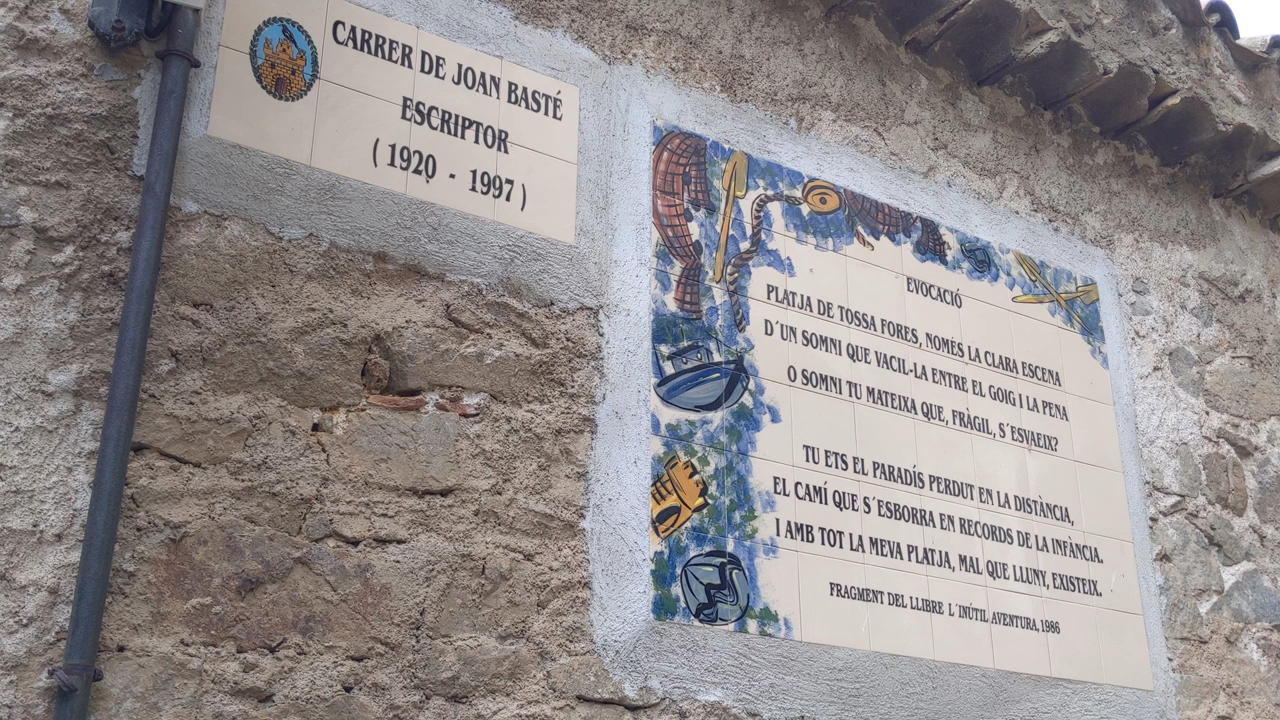 CARRER DE JOAN BASTÉ
ESCRIPTOR
( 1920 - 1997 )
EVOCACIÓ
PLATJA DE TOSSA FORES, NOMÈS LA CLARA ESCENA
D´UN SOMNI QUE VACIL-LA ENTRE EL GOIG I LA PENA
O SOMNI TU MATEIXA QUE, FRÀGIL, S´ESVAEIX?
TU ETS EL PARADÍS PERDUT EN LA DISTÀNCIA,
EL CAMÍ QUE S´ESBORRA EN RECORDS DE LA INFÀNCIA.
I AMB TOT LA MEVA PLATJA, MAL QUE LLUNY, EXISTEIX.
FRAGMENT DEL LLIBRE L´INÚTIL AVENTURA, 1986